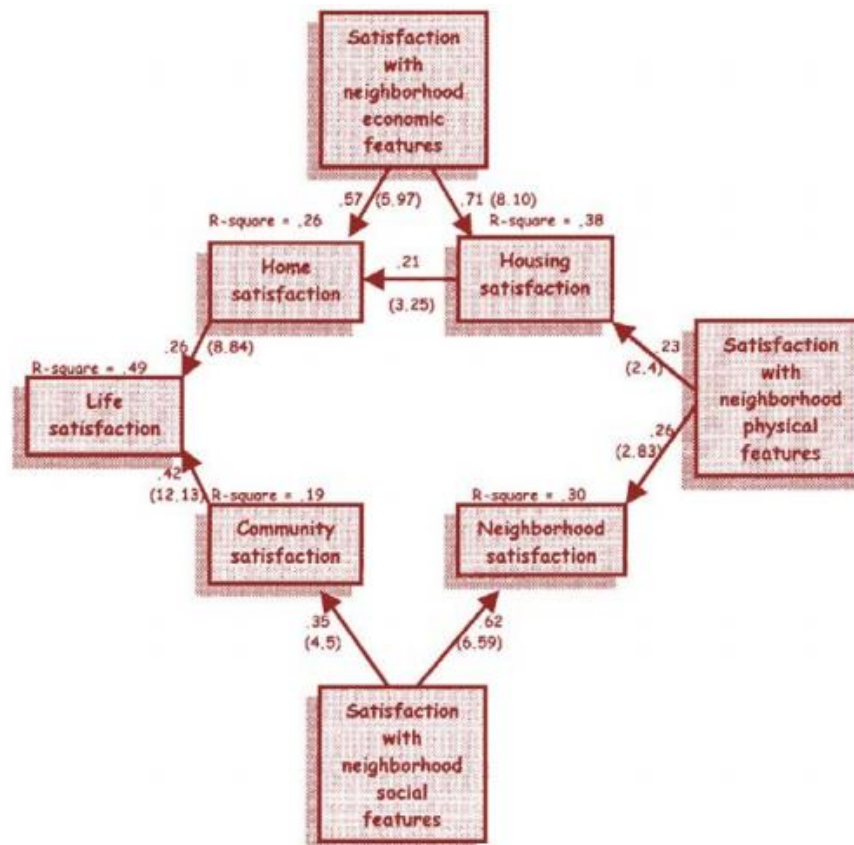 Satisfaction
with
neighborhood
economic
features
.57 (5.97)
.71 (8.10)
R-square = .26
R-square = .38
Home
satisfaction
.21
(3.25)
Housing
satisfaction
.26 (8.84)
.23
(2.4)
Satisfaction
with
neighborhood
physical
features
R-square = .49
Life
satisfaction
.26
(2.83)
.42
(12.13)
R-square = .19
R-square = .30
Community
satisfaction
Neighborhood
satisfaction
.35
(4.5)
.62
(6.59)
Satisfaction
with
neighborhood
social
features